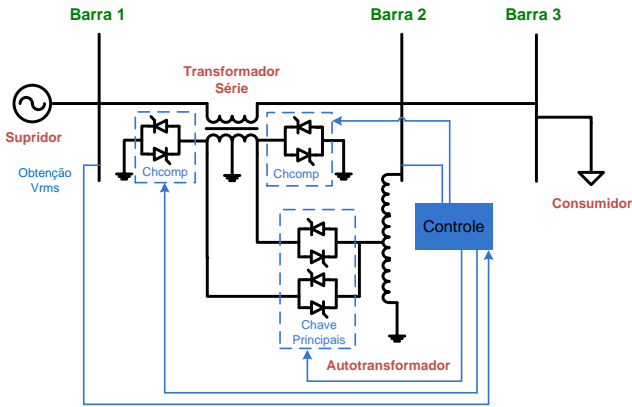 Barra 1
Barra 2
Barra 3
Transformador
Série
Supridor
Obtenção
Vrms
Chcomp
Chcomp
Consumidor
Controle
Chave
Principais
Autotransformador